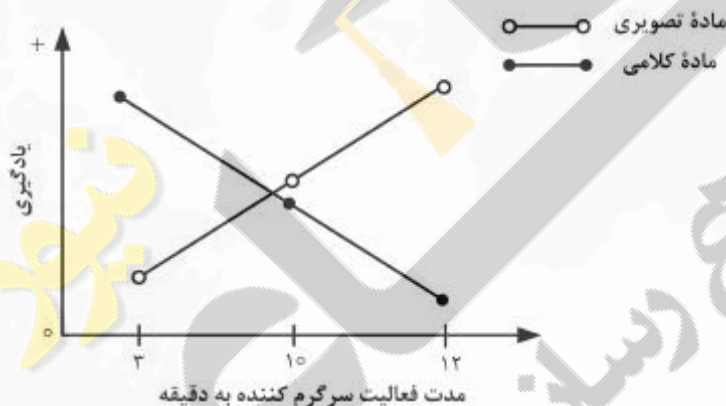 مادهٔ تصویری
مادهٔ کلامی
+
یادگیری
۰
۳
۱۰
۱۲
مدت فعالیت سرگرم کننده به دقیقه